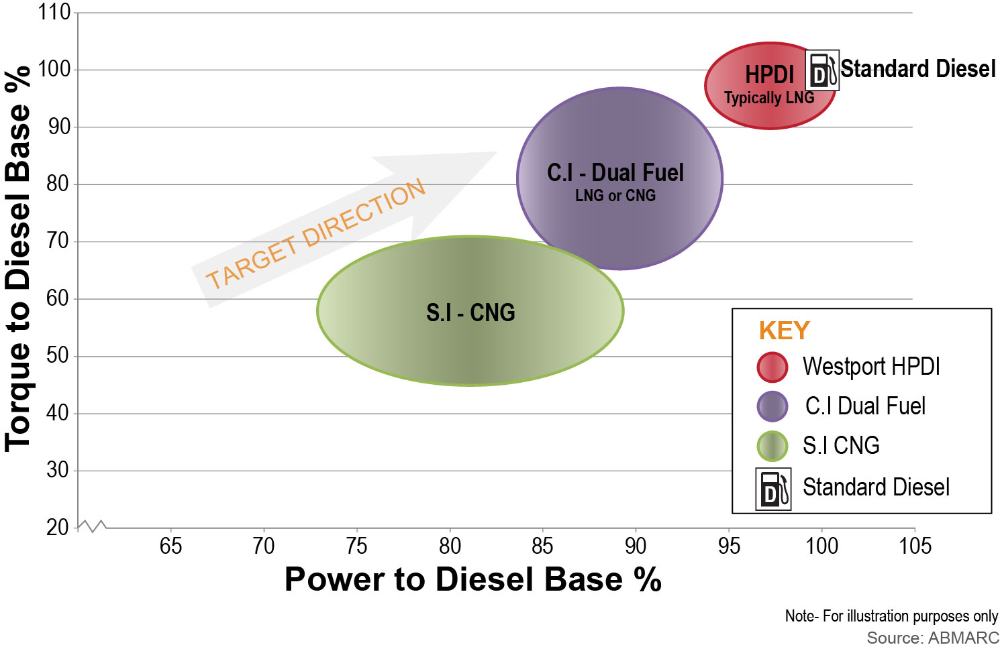 Torque to Diesel Base %
110
100
90
80
70
60
50
40
30
20
HPDI
Typically LNG
D
Standard Diesel
C.I - Dual Fuel
LNG or CNG
TARGET DIRECTION
S.I - CNG
KEY
Westport HPDI
C.I Dual Fuel
S.I CNG
D
Standard Diesel
65 70 75 80 85 90 95 100 105
Power to Diesel Base %
Note- For illustration purposes only
Source: ABMARC